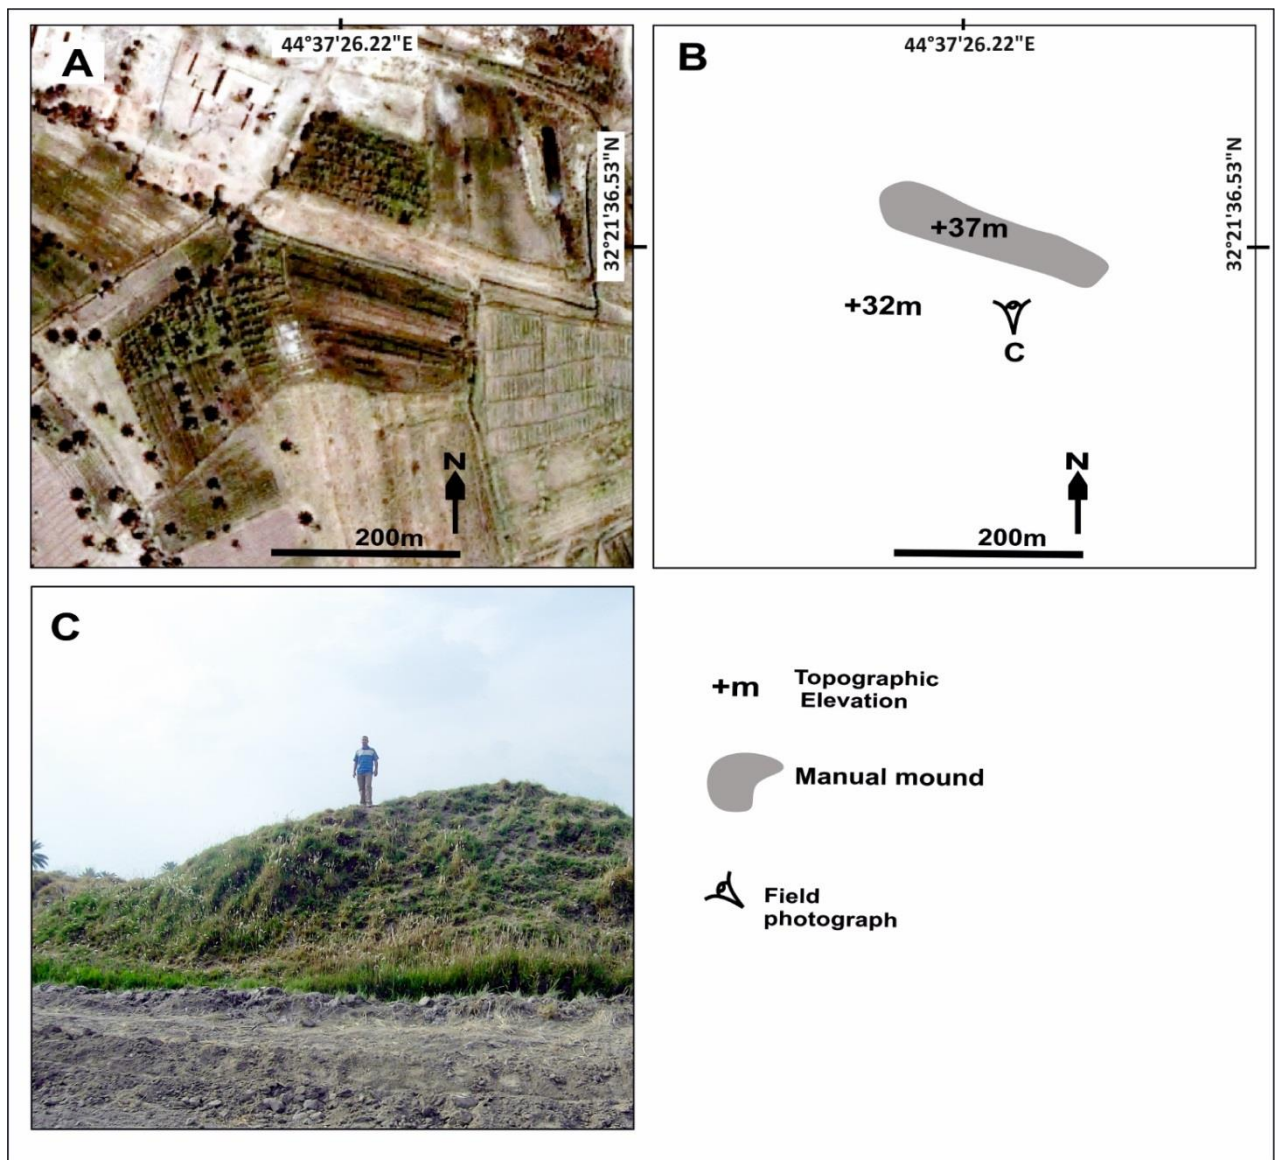 A
44°37'26.22"E
32°21'36.53"N
N
200m
B
44°37'26.22"E
32°21'36.53"N
+37m
+32m
C
N
200m
C
+m Topographic
Elevation
Manual mound
Field
photograph